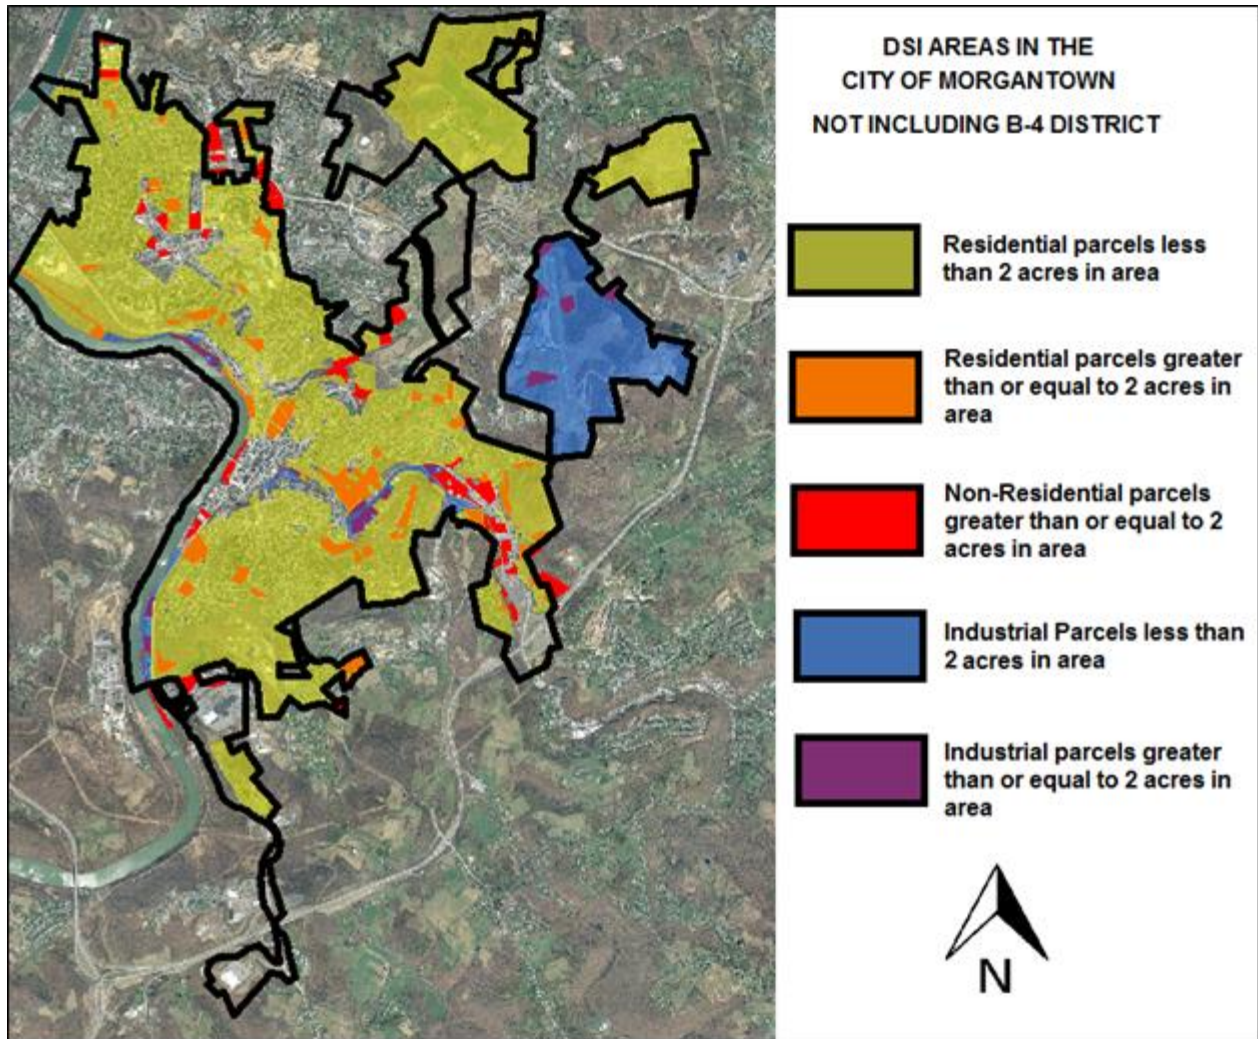 DSI AREAS IN THE
CITY OF MORGANTOWN
NOT INCLUDING B-4 DISTRICT
Residential parcels less
than 2 acres in area
Residential parcels greater
than or equal to 2 acres in
area
Non-Residential parcels
greater than or equal to 2
acres in area
Industrial Parcels less than
2 acres in area
Industrial parcels greater
than or equal to 2 acres in
area
N